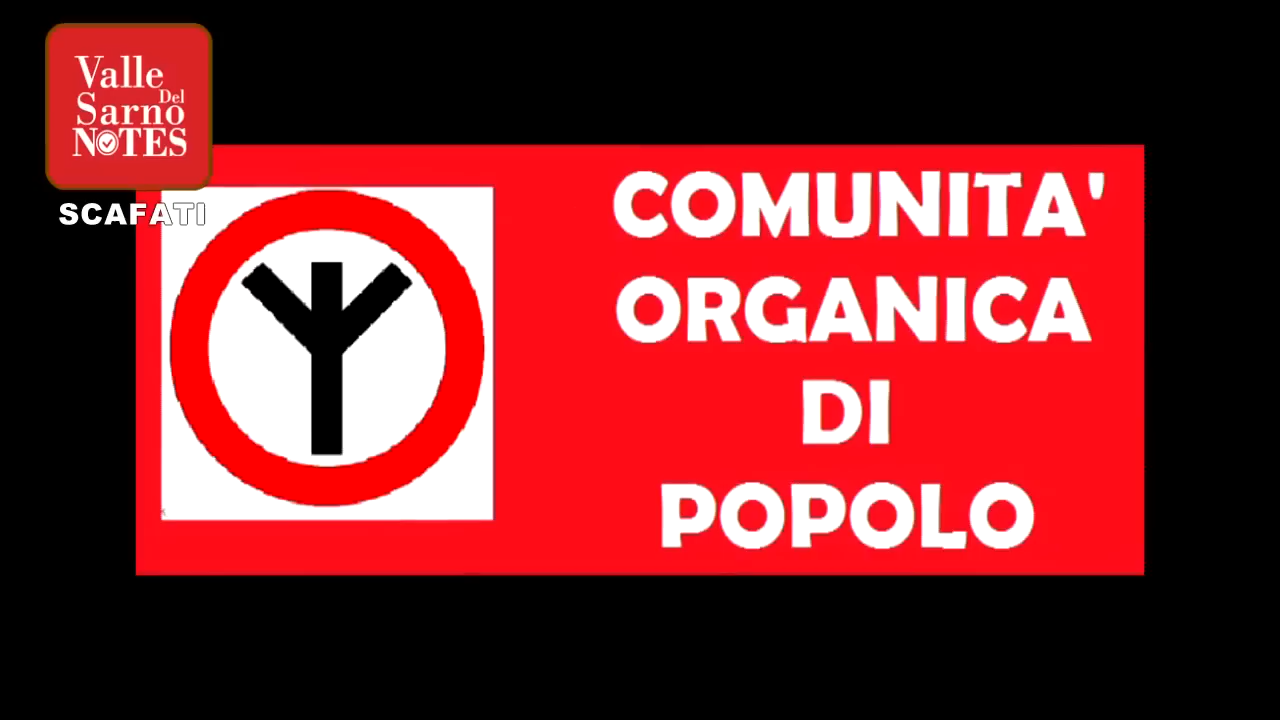 Valle
Del
Sarno
NOTES
SCAFATI
COMUNITA'
ORGANICA
DI
POPOLO